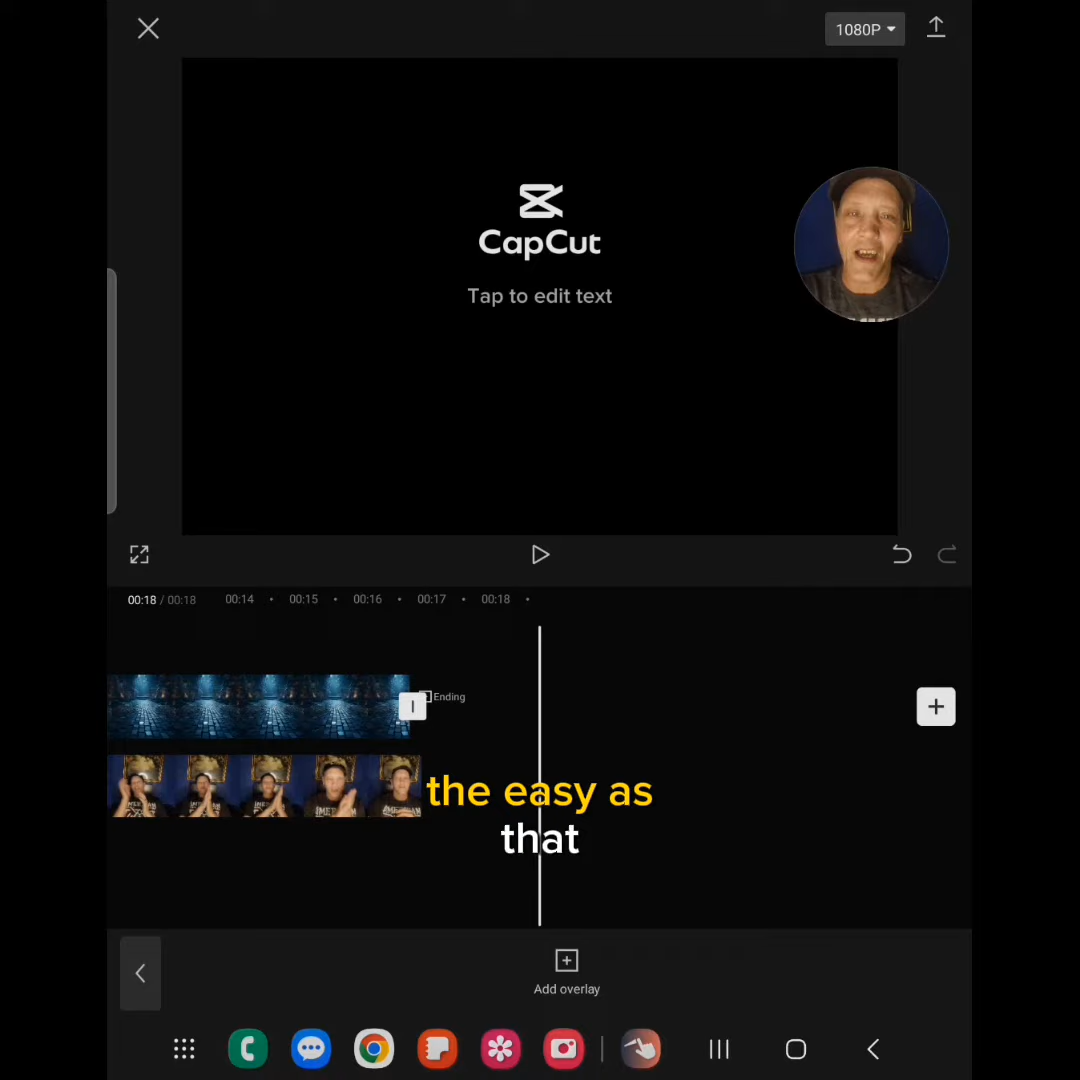 1080P
CapCut
Tap to edit text
00:18 / 00:18 00:14 00:15 00:16 00:17 00:18
Ending
the easy as
that
Add overlay